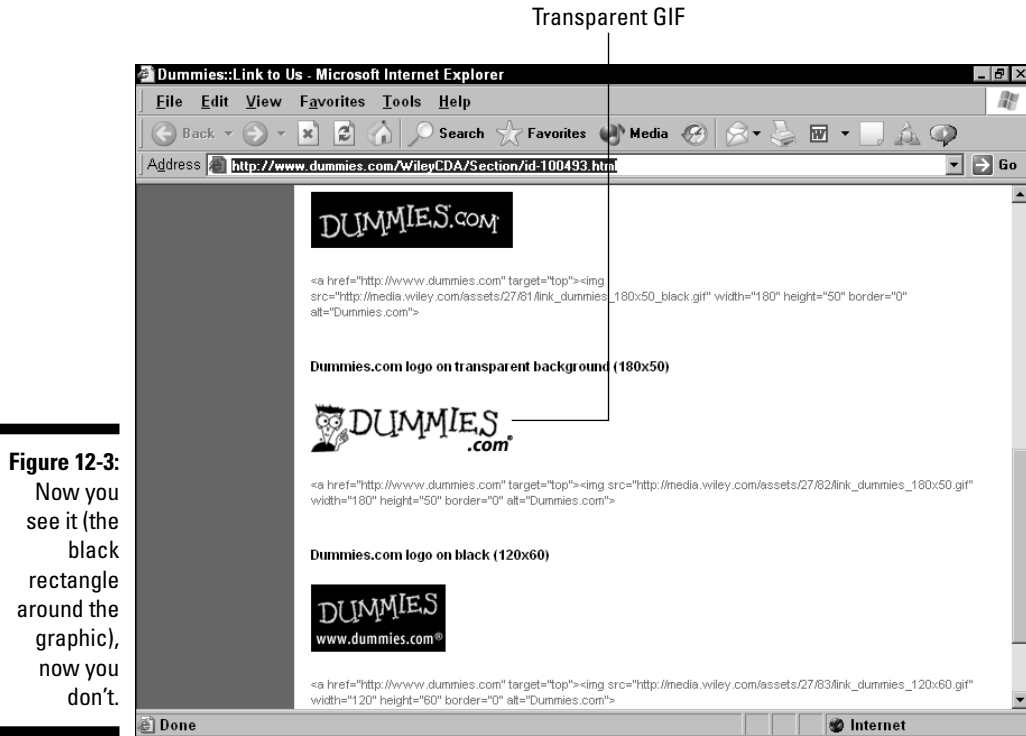 Transparent GIF
Dummies::Link to Us - Microsoft Internet Explorer
File Edit View Favorites Tools Help
Back Search Favorites Media
Address http://www.dummies.com/WileyCDA/Section/id-100493.html Go
DUMMIES.COM
<a href="http://www.dummies.com" target="top"><img
src="http://media.wiley.com/assets/27/81/link_dummies_180x50_black.gif" width="180" height="50" border="0"
alt="Dummies.com">
Dummies.com logo on transparent background (180x50)
DUMMIES
.com®
<a href="http://www.dummies.com" target="top"><img src="http://media.wiley.com/assets/27/82/link_dummies_180x50.gif"
width="180" height="50" border="0" alt="Dummies.com">
Dummies.com logo on black (120x60)
DUMMIES
www.dummies.com®
<a href="http://www.dummies.com" target="top"><img src="http://media.wiley.com/assets/27/83/link_dummies_120x60.gif"
width="120" height="60" border="0" alt="Dummies.com">
Done Internet
Figure 12-3:
Now you
see it (the
black
rectangle
around the
graphic),
now you
don't.